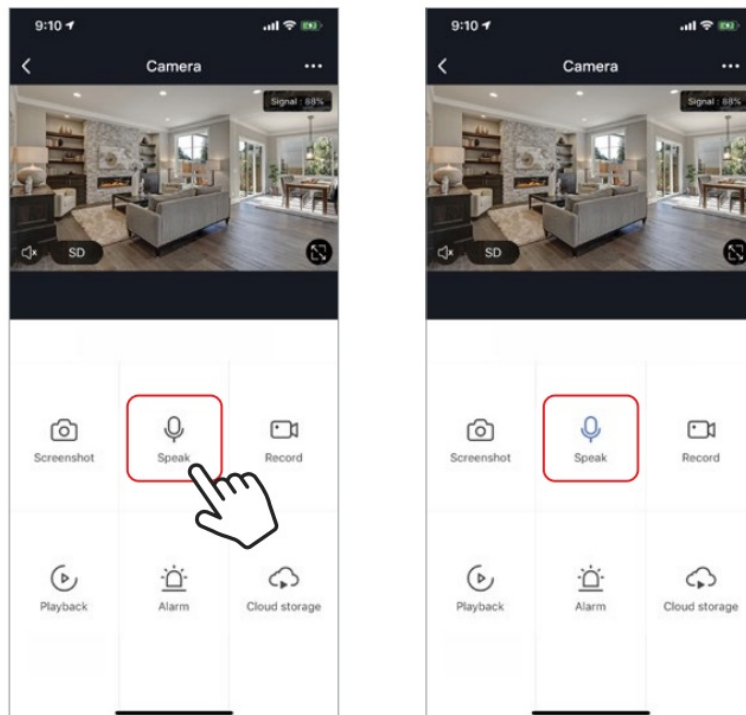 9:10
Camera
Signal : 88%
SD
Screenshot
Speak
Record
Playback
Alarm
Cloud storage
9:10
Camera
Signal : 88%
SD
Screenshot
Speak
Record
Playback
Alarm
Cloud storage